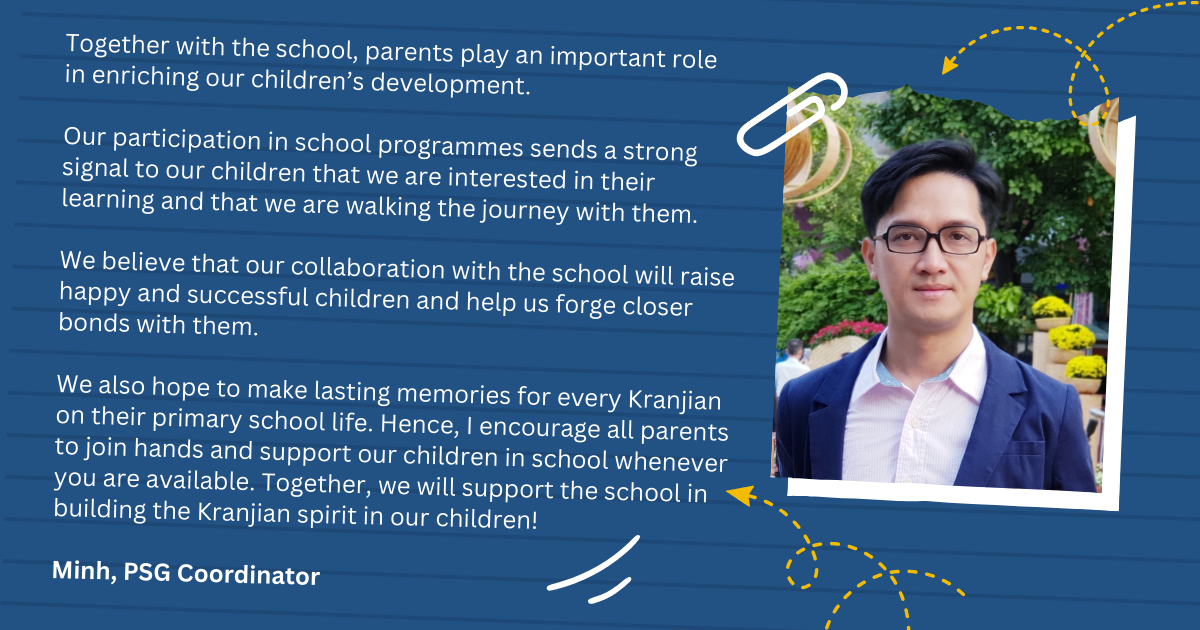 Together with the school, parents play an important role
in enriching our children’s development.
Our participation in school programmes sends a strong
signal to our children that we are interested in their
learning and that we are walking the journey with them.
We believe that our collaboration with the school will raise
happy and successful children and help us forge closer
bonds with them.
We also hope to make lasting memories for every Kranjian
on their primary school life. Hence, I encourage all parents
to join hands and support our children in school whenever
you are available. Together, we will support the school in
building the Kranjian spirit in our children!
Minh, PSG Coordinator